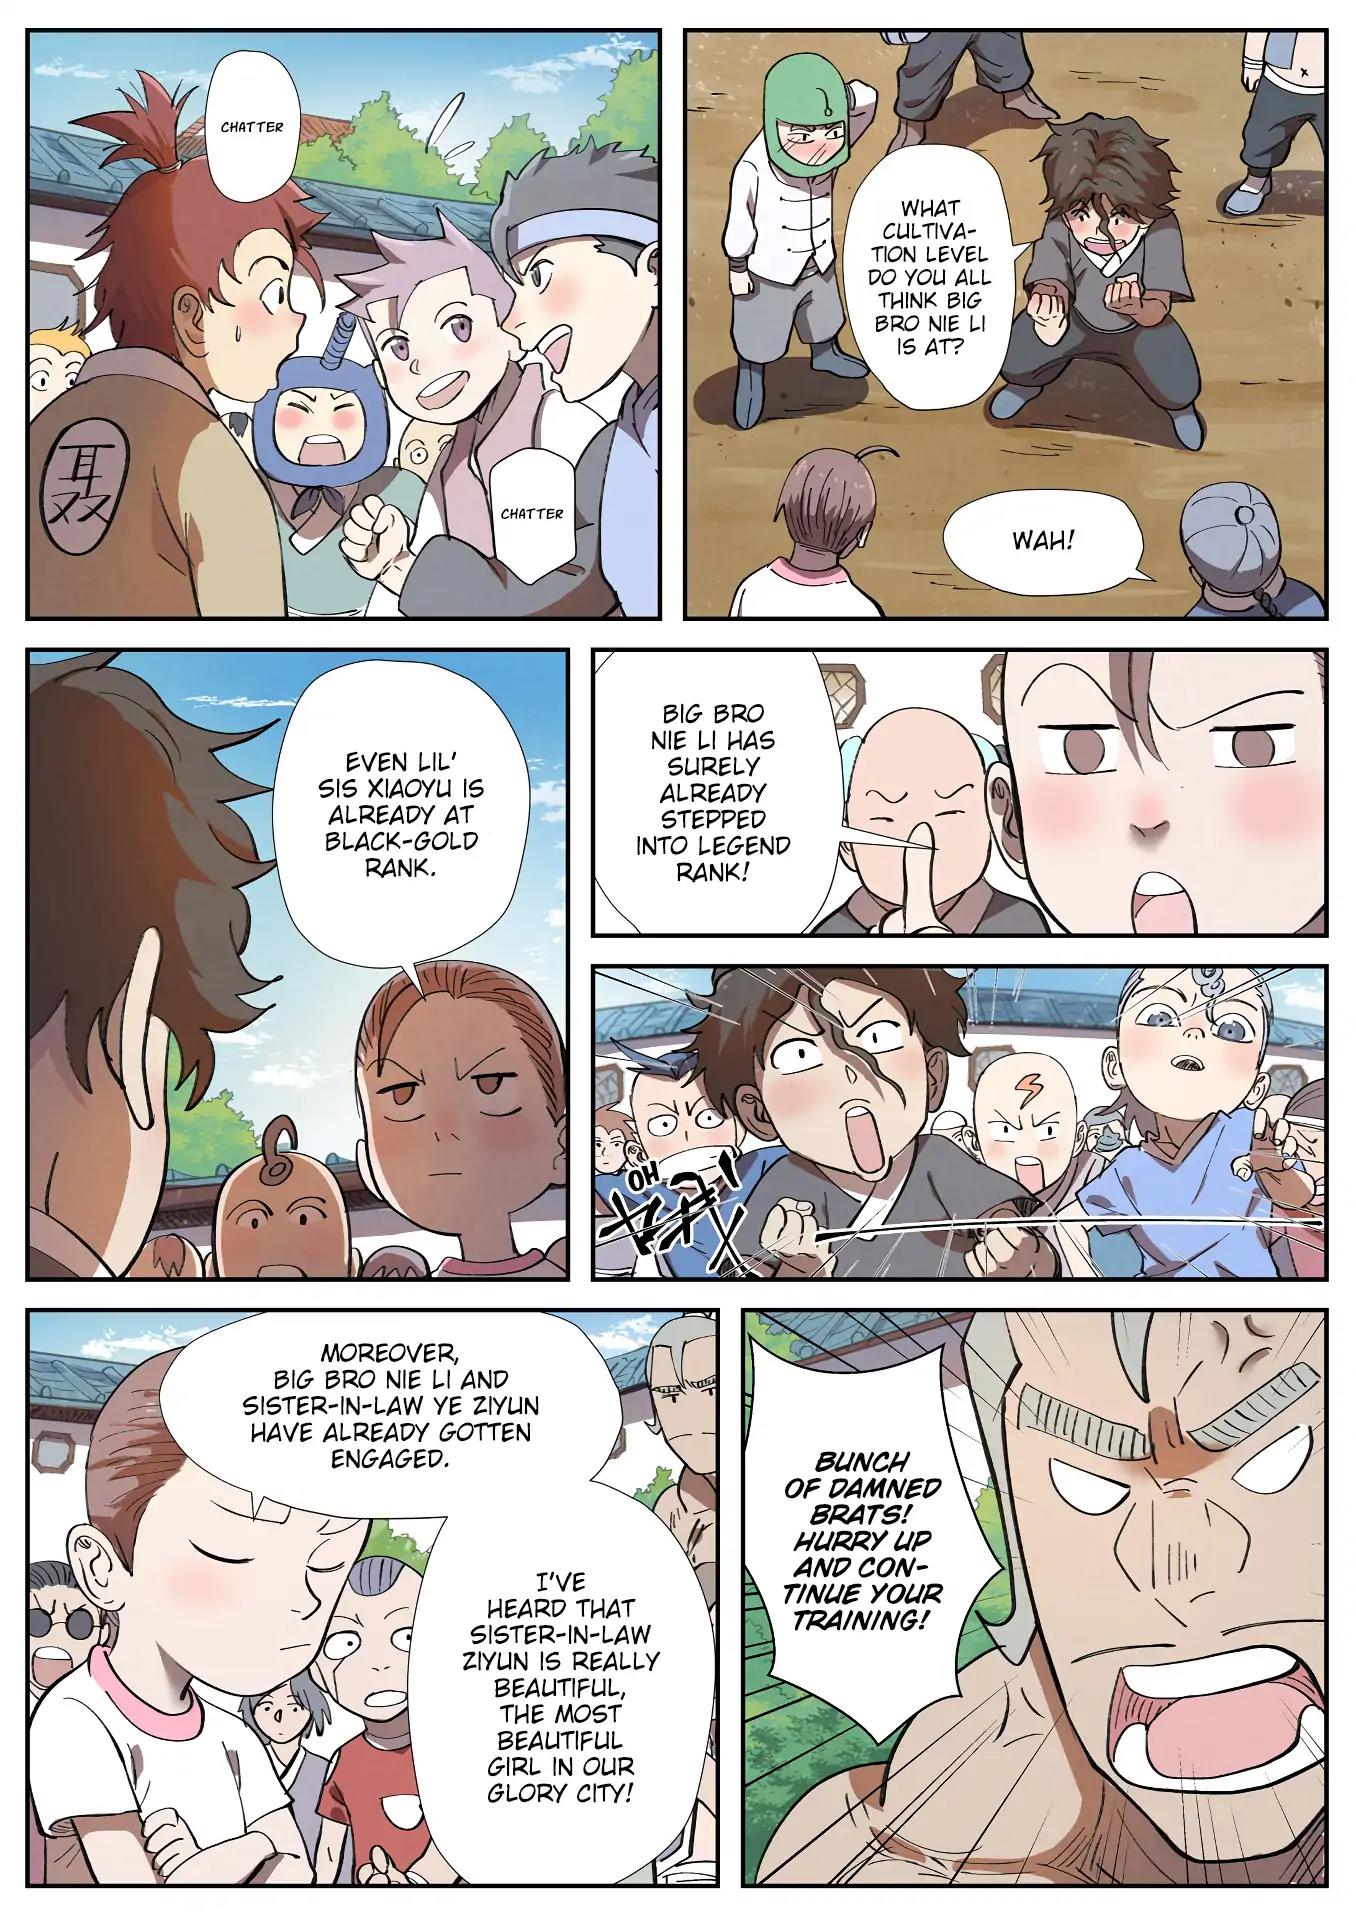 CHATTER
耳
双
CHATTER
WHAT
CULTIVA-
TION LEVEL
DO YOU ALL
THINK BIG
BRO NIE LI
IS AT?
WAH!
EVEN LIL'
SIS XIAOYU IS
ALREADY AT
BLACK-GOLD
RANK.
BIG BRO
NIE LI HAS
SURELY
ALREADY
STEPPED
INTO LEGEND
RANK!
OH
MOREOVER,
BIG BRO NIE LI AND
SISTER-IN-LAW YE ZIYUN
HAVE ALREADY GOTTEN
ENGAGED.
I'VE
HEARD THAT
SISTER-IN-LAW
ZIYUN IS REALLY
BEAUTIFUL,
THE MOST
BEAUTIFUL
GIRL IN OUR
GLORY CITY!
BUNCH
OF DAMNED
BRATS!
HURRY UP
AND CON-
TINUE YOUR
TRAINING!